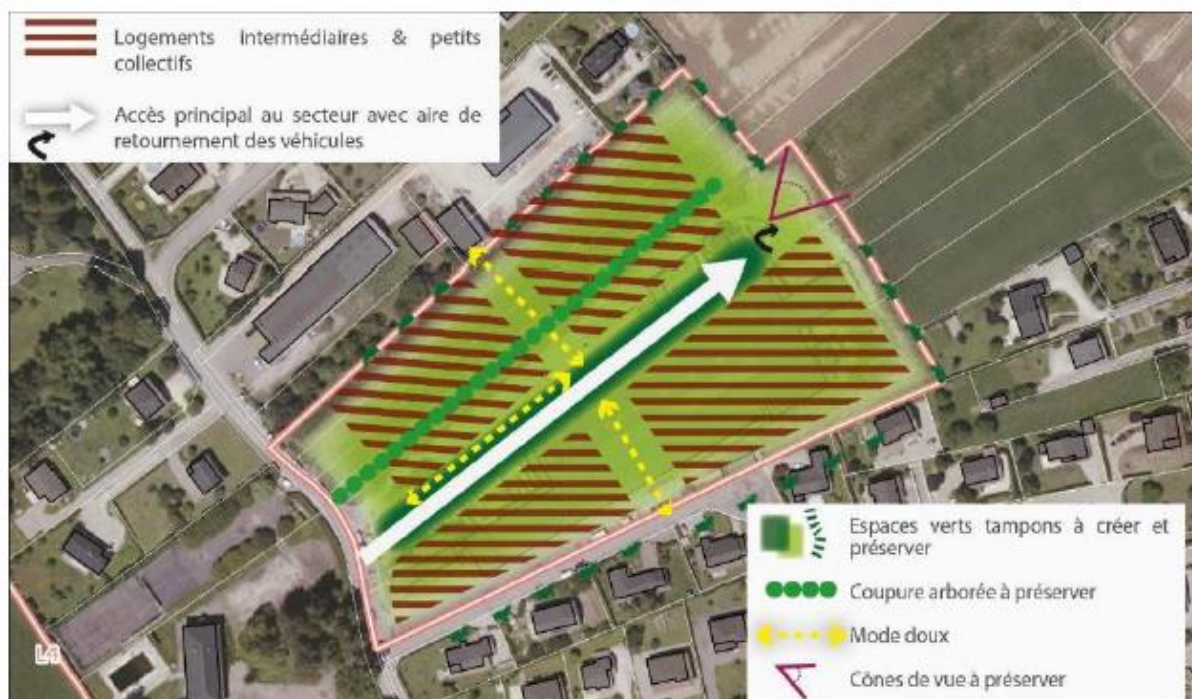 Logements intermédiaires & petits
collectifs
Accès principal au secteur avec aire de
retournement des véhicules
Espaces verts tampons à créer et
préserver
Coupure arborée à préserver
Mode doux
Cônes de vue à préserver